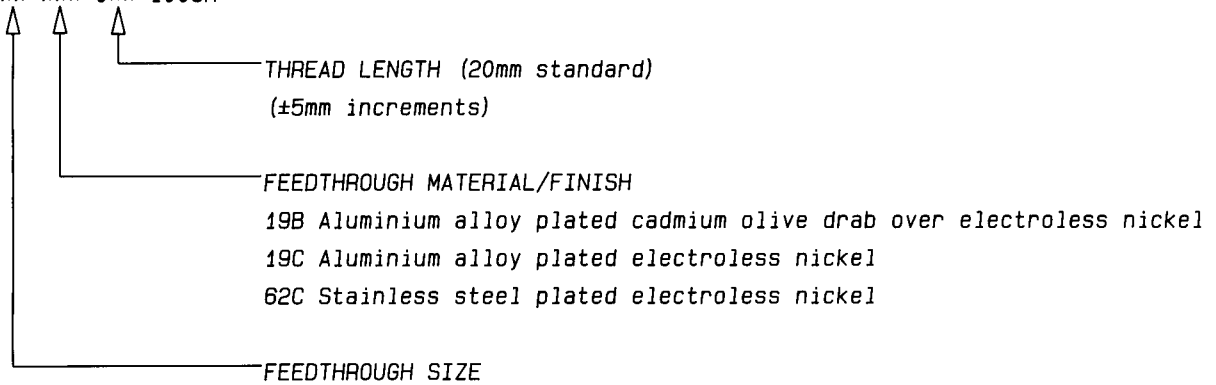 THREAD LENGTH (20mm standard)
(±5mm increments)
FEEDTHROUGH MATERIAL/FINISH
19B Aluminium alloy plated cadmium olive drab over electroless nickel
19C Aluminium alloy plated electroless nickel
62C Stainless steel plated electroless nickel
FEEDTHROUGH SIZE